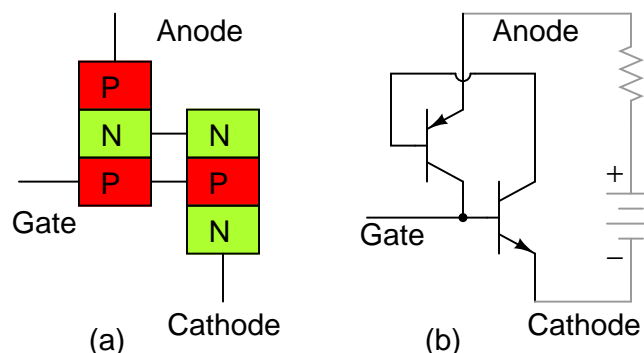 Anode
P
N
N
P
P
N
Gate
Cathode
(a)
Anode
+
Gate
−
Cathode
(b)